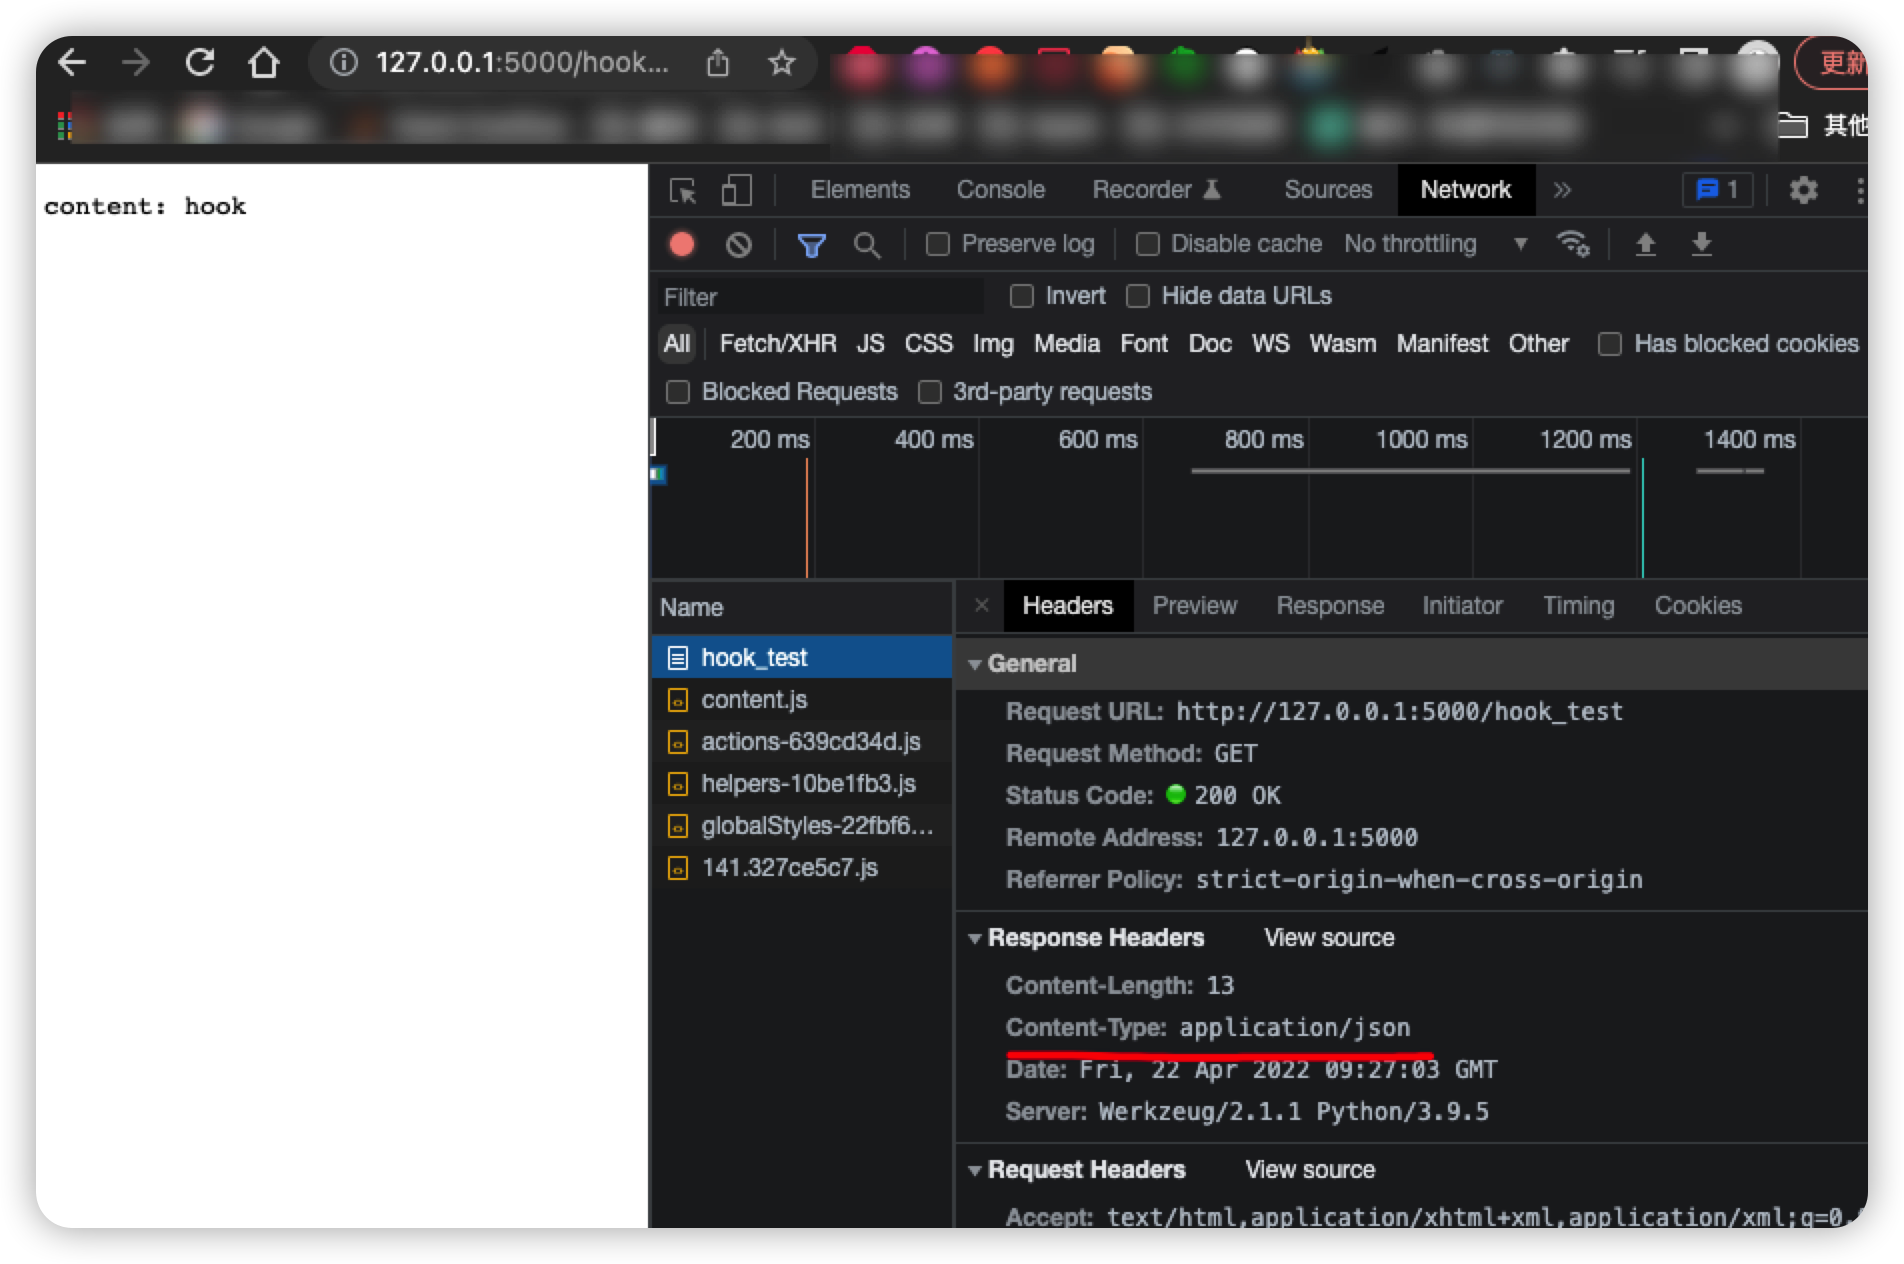 127.0.0.1:5000/hook...
更新
其他
content: hook
Elements Console Recorder Sources Network » 1
Preserve log Disable cache No throttling
Filter Invert Hide data URLs
All Fetch/XHR JS CSS Img Media Font Doc WS Wasm Manifest Other Has blocked cookies
Blocked Requests 3rd-party requests
200 ms 400 ms 600 ms 800 ms 1000 ms 1200 ms 1400 ms
Name
hook_test
content.js
actions-639cd34d.js
helpers-10be1fb3.js
globalStyles-22fbf6...
141.327ce5c7.js
× Headers Preview Response Initiator Timing Cookies
General
Request URL: http://127.0.0.1:5000/hook_test
Request Method: GET
Status Code: 200 OK
Remote Address: 127.0.0.1:5000
Referrer Policy: strict-origin-when-cross-origin
Response Headers View source
Content-Length: 13
Content-Type: application/json
Date: Fri, 22 Apr 2022 09:27:03 GMT
Server: Werkzeug/2.1.1 Python/3.9.5
Request Headers View source
Accept: text/html,application/xhtml+xml,application/xml;q=0.